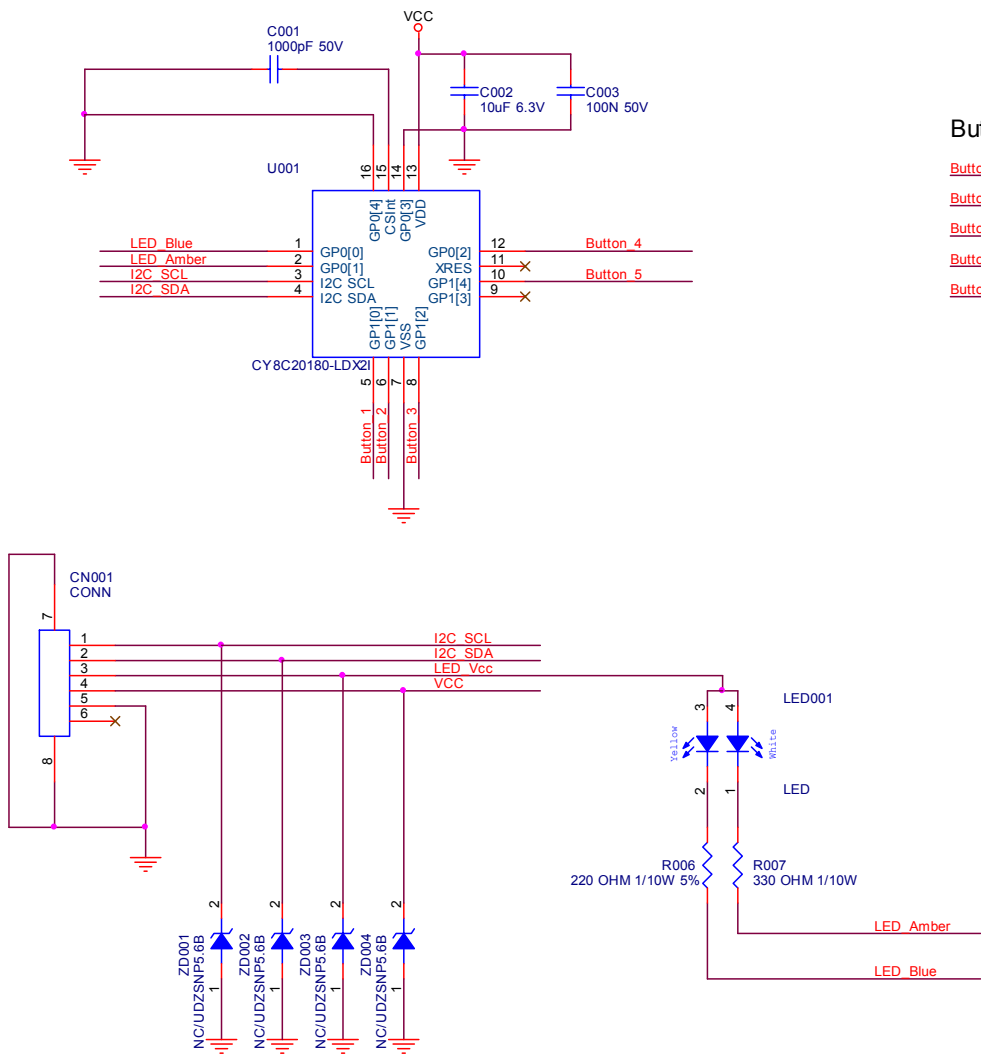 VCC
C001
1000pF 50V
C002
10uF 6.3V
C003
100N 50V
U001
16
15
14
13
GP0[4]
CSInt
GP0[3]
VDD
LED_Blue
1
GP0[0]
LED_Amber
2
GP0[1]
I2C_SCL
3
I2C SCL
I2C_SDA
4
I2C SDA
GP0[2]
12
Button_4
XRES
11
GP1[4]
10
Button_5
GP1[3]
9
GP1[0]
GP1[1]
VSS
GP1[2]
CY8C20180-LDX2I
5
6
7
8
Button_1
Button_2
Button_3
CN001
CONN
7
1
I2C_SCL
2
I2C_SDA
3
LED_Vcc
4
VCC
5
6
8
LED001
3
4
Yellow
White
2
1
LED
R006
220 OHM 1/10W 5%
R007
330 OHM 1/10W
LED_Amber
LED_Blue
2
2
2
2
ZD001
NC/UDZSNP5.6B
ZD002
NC/UDZSNP5.6B
ZD003
NC/UDZSNP5.6B
ZD004
NC/UDZSNP5.6B
1
1
1
1